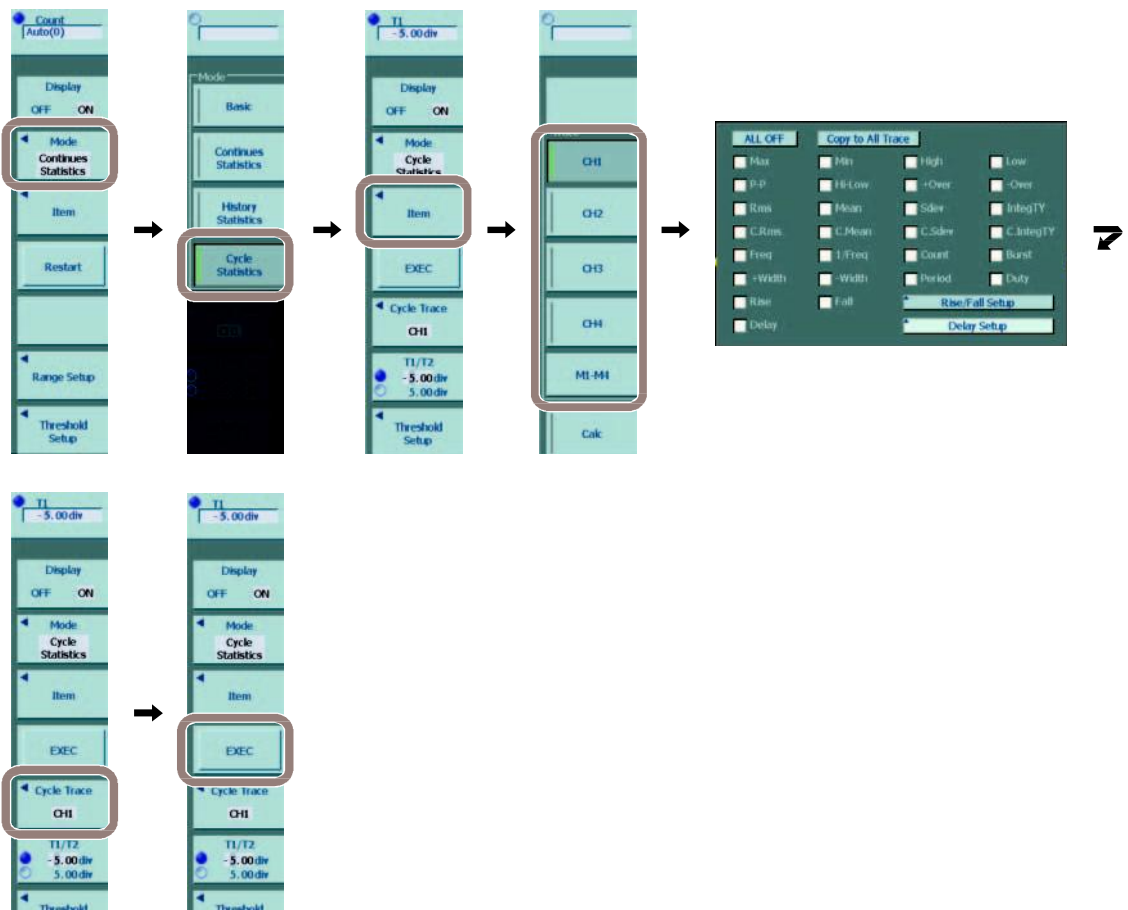 Count
Auto(0)
Display
OFF ON
Mode
Continues
Statistics
Item
Restart
Range Setup
Threshold
Setup
Mode
Basic
Continues
Statistics
History
Statistics
Cycle
Statistics
T1
-5.00div
Display
OFF ON
Mode
Cycle
Statistics
Item
EXEC
Cycle Trace
CH1
T1/T2
-5.00div
5.00div
Threshold
Setup
Trace
CH1
CH2
CH3
CH4
M1-M4
Calc
ALL OFF Copy to All Trace
Max Min High Low
P-P Hi-Low +Over -Over
Rms Mean Sdev IntegTY
C.Rms C.Mean C.Sdev C.IntegTY
Freq 1/Freq Count Burst
+Width -Width Period Duty
Rise Fall Rise/Fall Setup
Delay Delay Setup
T1
-5.00div
Display
OFF ON
Mode
Cycle
Statistics
Item
EXEC
Cycle Trace
CH1
T1/T2
-5.00div
5.00div
Threshold
T1
-5.00div
Display
OFF ON
Mode
Cycle
Statistics
Item
EXEC
Cycle Trace
CH1
T1/T2
-5.00div
5.00div
Threshold